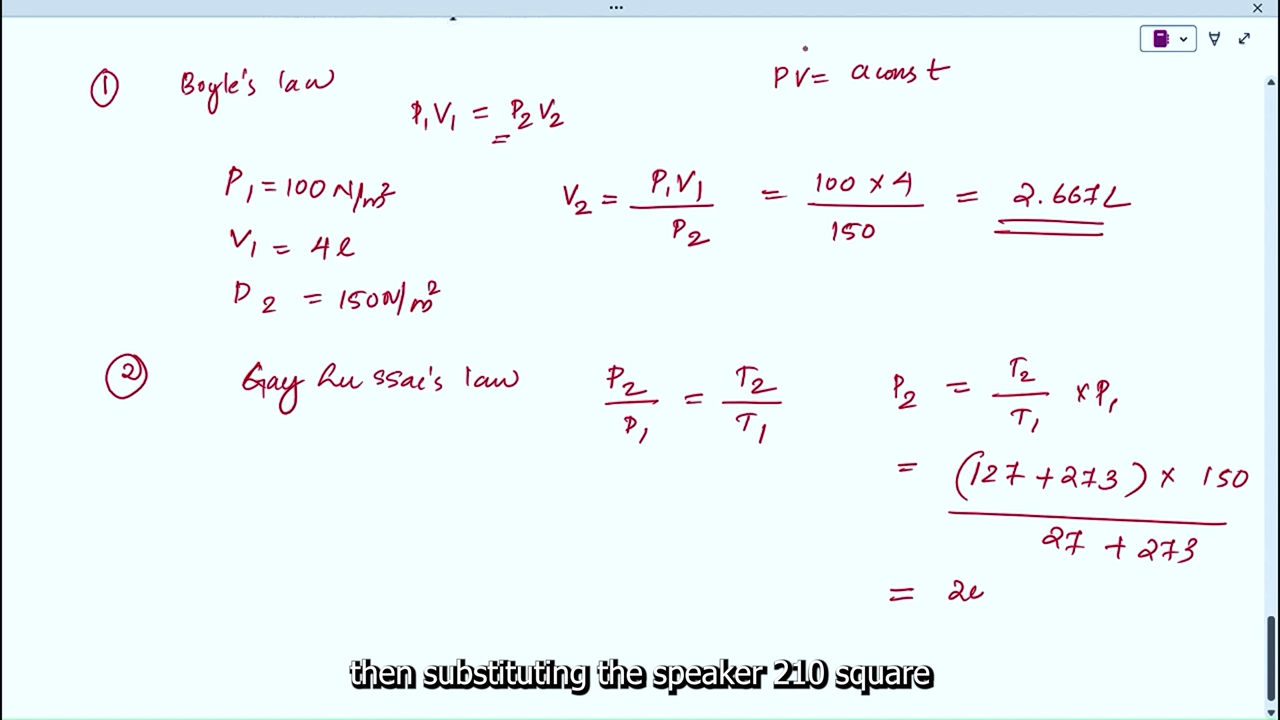 ① Boyle's law
PV = a const
P₁V₁ = P₂V₂
P₁ = 100 N/m²
V₂ = P₁V₁ / P₂ = 100 × 4 / 150 = 2.667L
V₁ = 4l
P₂ = 150 N/m²
② Gay Lussac's law
P₂ / P₁ = T₂ / T₁
P₂ = T₂ / T₁ × P₁
= (127 + 273) × 150 / 27 + 273
= 20
then substituting the speaker 210 square